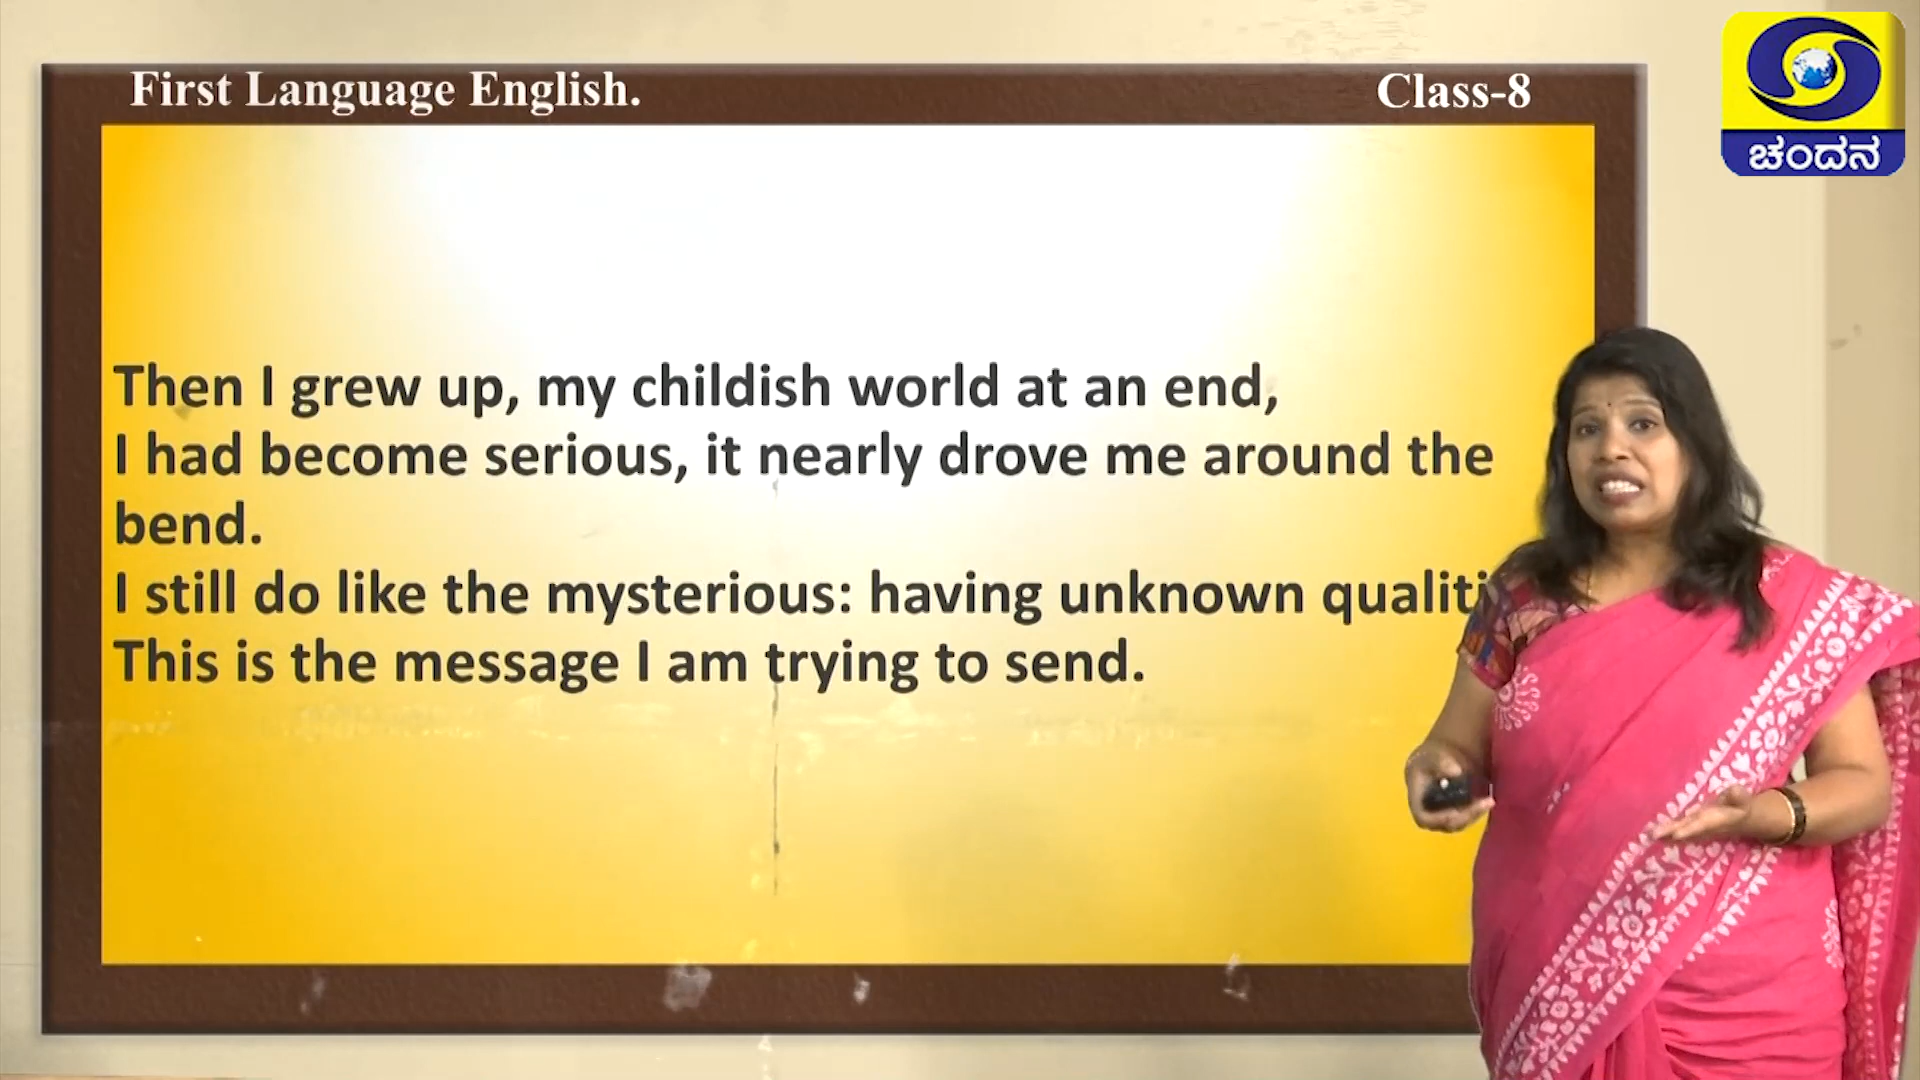 First Language English.
Class-8
ಚಂದನ
Then I grew up, my childish world at an end,
I had become serious, it nearly drove me around the
bend.
I still do like the mysterious: having unknown
This is the message I am trying to send.